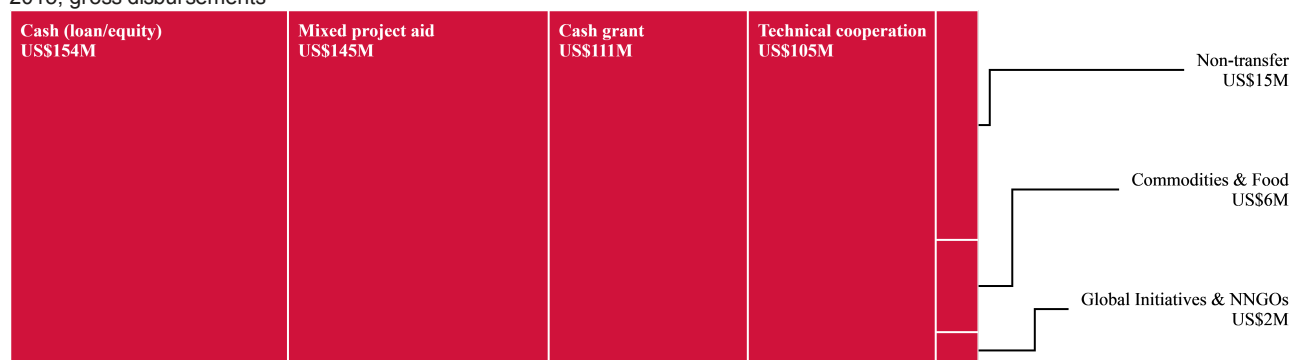 Cash (loan/equity)
US$154M
Mixed project aid
US$145M
Cash grant
US$111M
Technical cooperation
US$105M
Non-transfer
US$15M
Commodities & Food
US$6M
Global Initiatives & NNGOs
US$2M